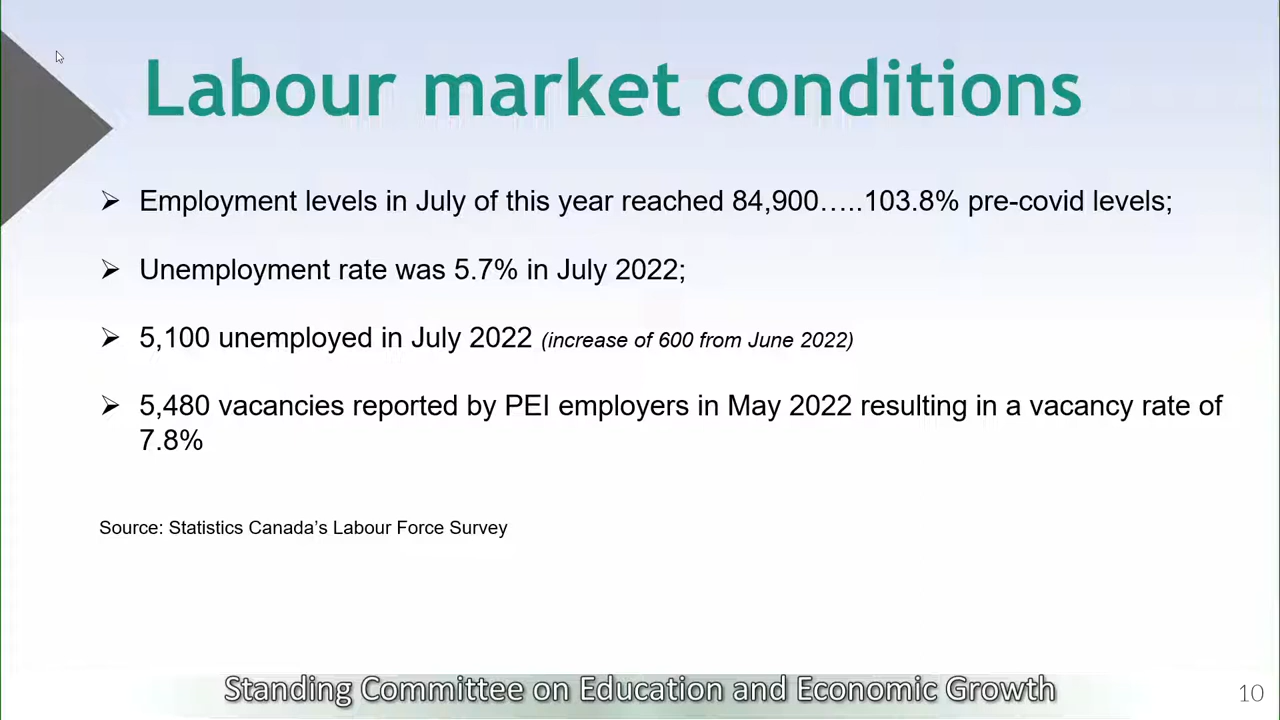 Labour market conditions
Employment levels in July of this year reached 84,900.....103.8% pre-covid levels;
Unemployment rate was 5.7% in July 2022;
5,100 unemployed in July 2022 (increase of 600 from June 2022)
5,480 vacancies reported by PEI employers in May 2022 resulting in a vacancy rate of
7.8%
Source: Statistics Canada’s Labour Force Survey
Standing Committee on Education and Economic Growth
10